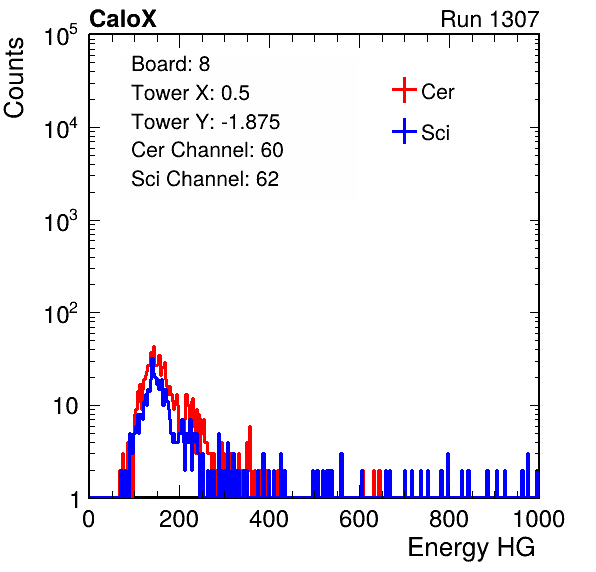 CaloX Run 1307
Board: 8
Tower X: 0.5
Tower Y: -1.875
Cer Channel: 60
Sci Channel: 62
Cer
Sci
Counts
10^5
10^4
10^3
10^2
10
1
0 200 400 600 800 1000
Energy HG